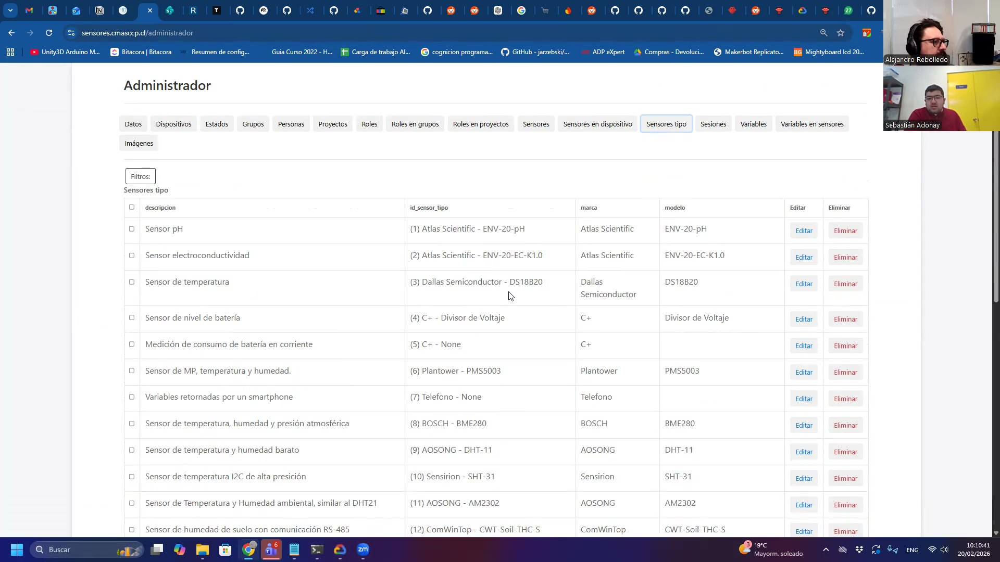 27
sensores.cmasccp.cl/administrador
Unity3D Arduino M...
Bitacora | Bitacora
Resumen de config...
Guia Curso 2022 - H...
Carga de trabajo Al...
cognicion programa...
GitHub - jarzebski/...
ADP eXpert
Compras - Devoluci...
Makerbot Replicato...
Mightyboard lcd 20...
Alejandro Rebolledo
Sebastián Adonay
Administrador
Datos
Dispositivos
Estados
Grupos
Personas
Proyectos
Roles
Roles en grupos
Roles en proyectos
Sensores
Sensores en dispositivo
Sensores tipo
Sesiones
Variables
Variables en sensores
Imágenes
Filtros:
Sensores tipo
descripcion id_sensor_tipo marca modelo Editar Eliminar
Sensor pH (1) Atlas Scientific - ENV-20-pH Atlas Scientific ENV-20-pH Editar Eliminar
Sensor electroconductividad (2) Atlas Scientific - ENV-20-EC-K1.0 Atlas Scientific ENV-20-EC-K1.0 Editar Eliminar
Sensor de temperatura (3) Dallas Semiconductor - DS18B20 Dallas DS18B20 Editar Eliminar
Semiconductor
Sensor de nivel de batería (4) C+ - Divisor de Voltaje C+ Divisor de Voltaje Editar Eliminar
Medición de consumo de batería en corriente (5) C+ - None C+ Editar Eliminar
Sensor de MP, temperatura y humedad. (6) Plantower - PMS5003 Plantower PMS5003 Editar Eliminar
Variables retornadas por un smartphone (7) Telefono - None Telefono Editar Eliminar
Sensor de temperatura, humedad y presión atmosférica (8) BOSCH - BME280 BOSCH BME280 Editar Eliminar
Sensor de temperatura y humedad barato (9) AOSONG - DHT-11 AOSONG DHT-11 Editar Eliminar
Sensor de temperatura I2C de alta presición (10) Sensirion - SHT-31 Sensirion SHT-31 Editar Eliminar
Sensor de Temperatura y Humedad ambiental, similar al DHT21 (11) AOSONG - AM2302 AOSONG AM2302 Editar Eliminar
Sensor de humedad de suelo con comunicación RS-485 (12) ComWinTop - CWT-Soil-THC-S ComWinTop CWT-Soil-THC-S Editar Eliminar
Buscar
6
zm
3
19°C
Mayorm. soleado
ENG
10:10:41
20/02/2026